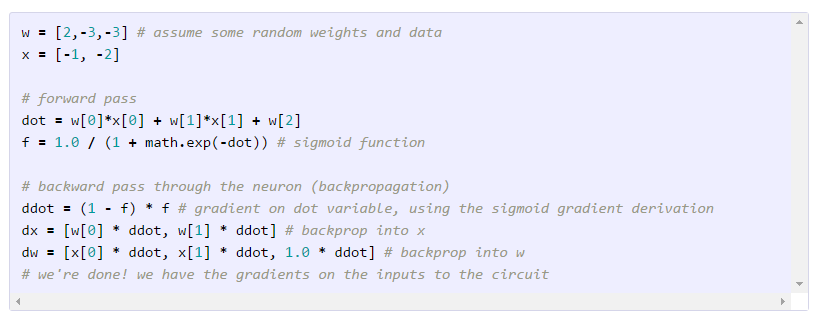 w = [2,-3,-3] # assume some random weights and data
x = [-1, -2]
# forward pass
dot = w[0]*x[0] + w[1]*x[1] + w[2]
f = 1.0 / (1 + math.exp(-dot)) # sigmoid function
# backward pass through the neuron (backpropagation)
ddot = (1 - f) * f # gradient on dot variable, using the sigmoid gradient derivation
dx = [w[0] * ddot, w[1] * ddot] # backprop into x
dw = [x[0] * ddot, x[1] * ddot, 1.0 * ddot] # backprop into w
# we're done! we have the gradients on the inputs to the circuit